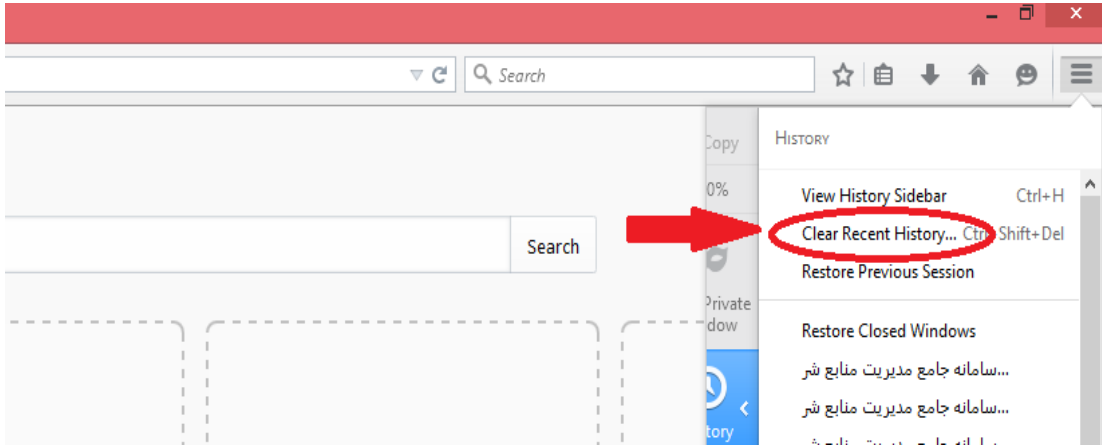 Search
Copy
HISTORY
0%
View History Sidebar Ctrl+H
Clear Recent History... Ctrl Shift+Del
Search
Restore Previous Session
Private
dow
Restore Closed Windows
سامانه جامع مدیریت منابع شر...
سامانه جامع مدیریت منابع شر...
tory